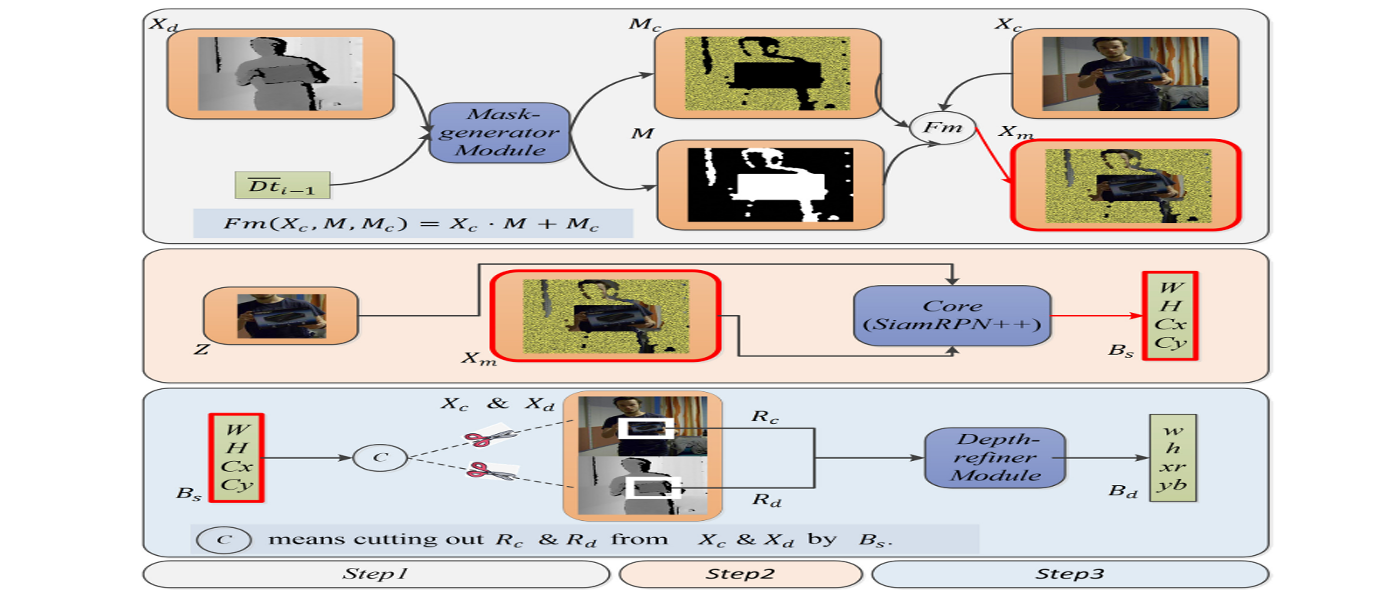 X_d
M_c
X_c
Mask-
generator
Module
Fm
M
X_m
\overline{Dt}_{i−1}
Fm(X_c, M, M_c) = X_c · M + M_c
Z
X_m
Core
(SiamRPN++)
W
H
Cx
Cy
B_s
X_c & X_d
W
H
Cx
Cy
B_s
C
R_c
R_d
Depth-
refiner
Module
w
h
xr
yb
B_d
C means cutting out R_c & R_d from X_c & X_d by B_s.
Step1
Step2
Step3